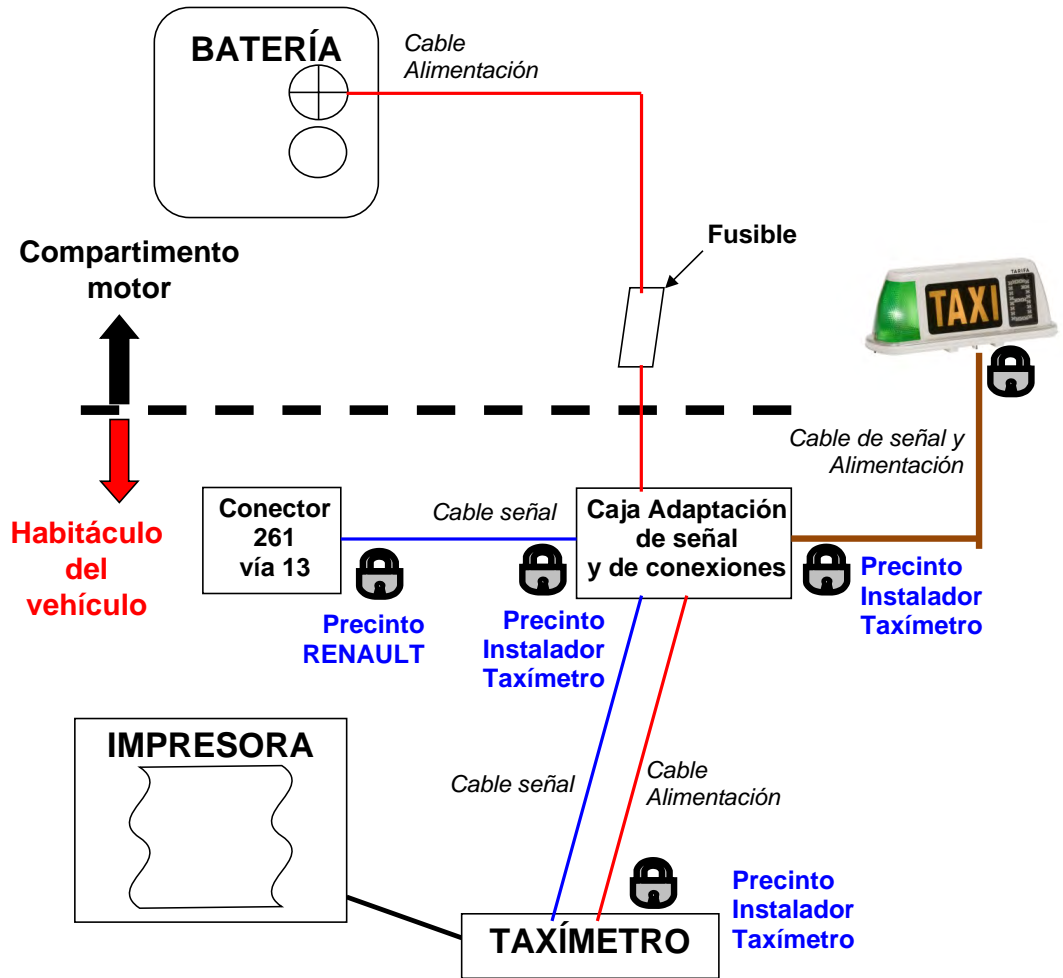 BATERÍA
Cable
Alimentación
Compartimento
motor
Fusible
TARIFA
TAXI
Cable de señal y
Alimentación
Habitáculo
del
vehículo
Conector
261
vía 13
Cable señal
Caja Adaptación
de señal
y de conexiones
Precinto
RENAULT
Precinto
Instalador
Taxímetro
Precinto
Instalador
Taxímetro
IMPRESORA
Cable señal
Cable
Alimentación
Precinto
Instalador
Taxímetro
TAXÍMETRO